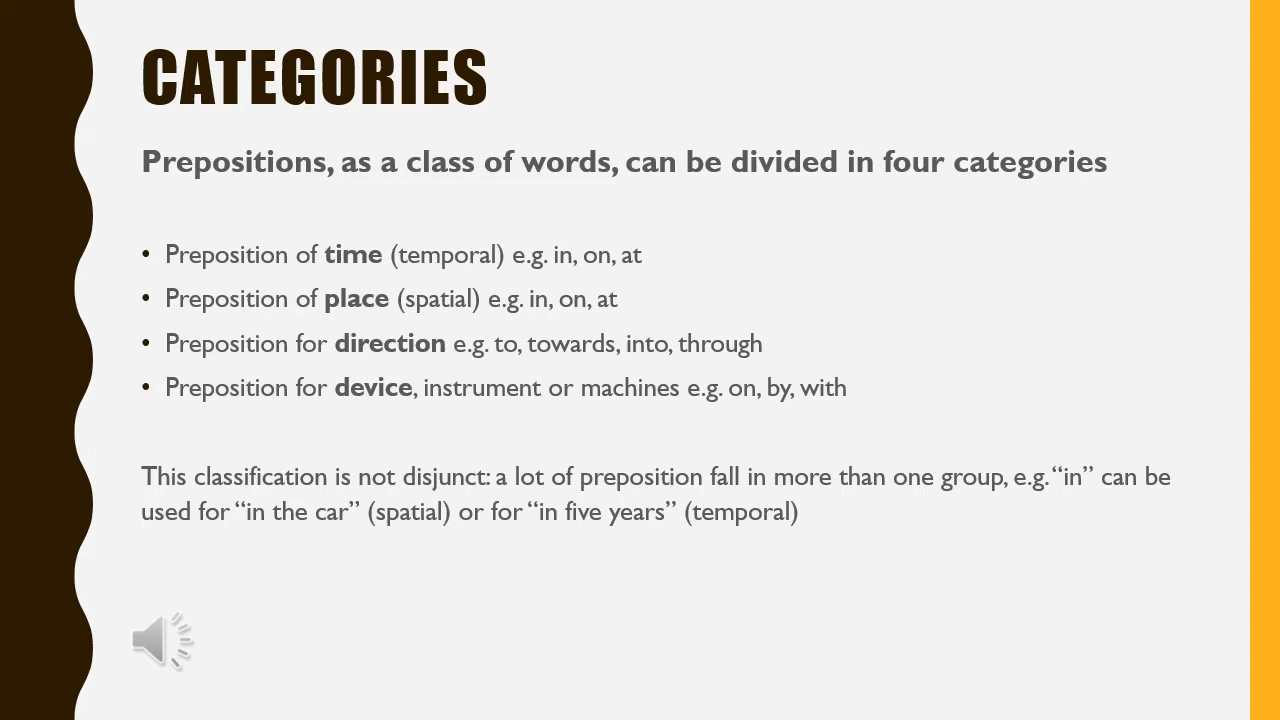 CATEGORIES
Prepositions, as a class of words, can be divided in four categories
• Preposition of time (temporal) e.g. in, on, at
• Preposition of place (spatial) e.g. in, on, at
• Preposition for direction e.g. to, towards, into, through
• Preposition for device, instrument or machines e.g. on, by, with
This classification is not disjunct: a lot of preposition fall in more than one group, e.g. “in” can be
used for “in the car” (spatial) or for “in five years” (temporal)